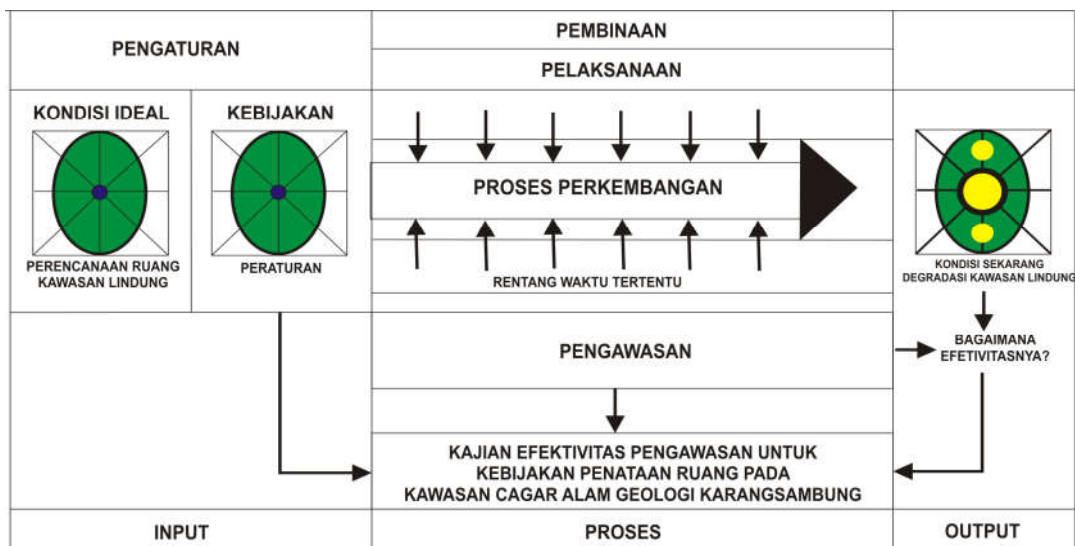 PENGATURAN
PEMBINAAN
PELAKSANAAN
KONDISI IDEAL
KEBIJAKAN
PERENCANAAN RUANG
KAWASAN LINDUNG
PERATURAN
PROSES PERKEMBANGAN
RENTANG WAKTU TERTENTU
KONDISI SEKARANG
DEGRADASI KAWASAN LINDUNG
PENGAWASAN
BAGAIMANA
EFETIVITASNYA?
KAJIAN EFEKTIVITAS PENGAWASAN UNTUK
KEBIJAKAN PENATAAN RUANG PADA
KAWASAN CAGAR ALAM GEOLOGI KARANGSAMBUNG
INPUT
PROSES
OUTPUT